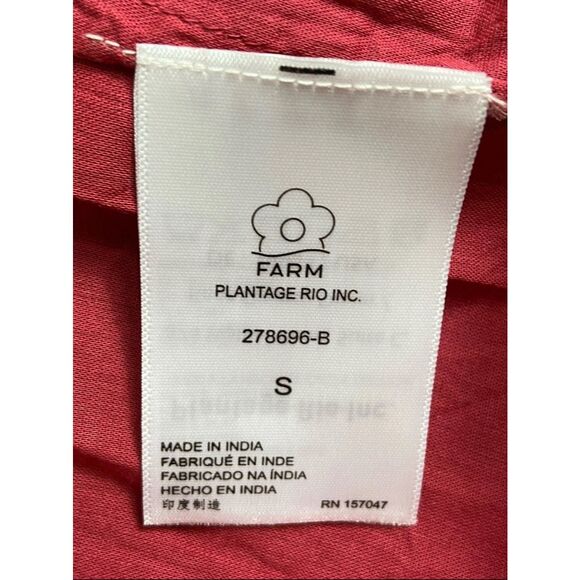 FARM
PLANTAGE RIO INC.
278696-B
S
MADE IN INDIA
FABRIQUÉ EN INDE
FABRICADO NA ÍNDIA
HECHO EN INDIA
印度制造
RN 157047